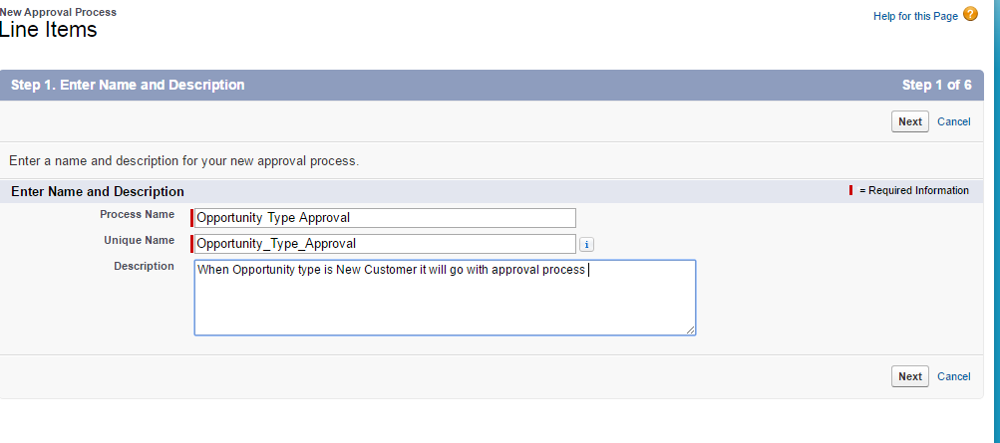 New Approval Process
Line Items
Help for this Page ?
Step 1. Enter Name and Description Step 1 of 6
Next Cancel
Enter a name and description for your new approval process.
Enter Name and Description = Required Information
Process Name Opportunity Type Approval
Unique Name Opportunity_Type_Approval i
Description When Opportunity type is New Customer it will go with approval process
Next Cancel